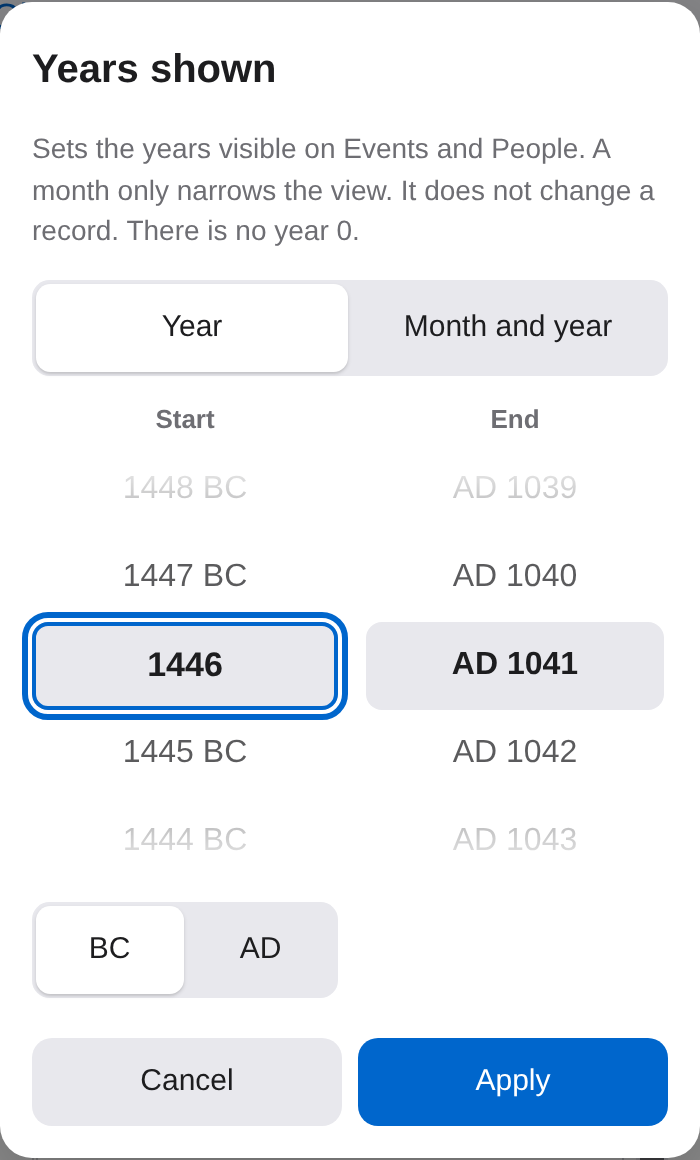 Years shown
Sets the years visible on Events and People. A
month only narrows the view. It does not change a
record. There is no year 0.
Year Month and year
Start End
1448 BC AD 1039
1447 BC AD 1040
1446 AD 1041
1445 BC AD 1042
1444 BC AD 1043
BC AD
Cancel Apply